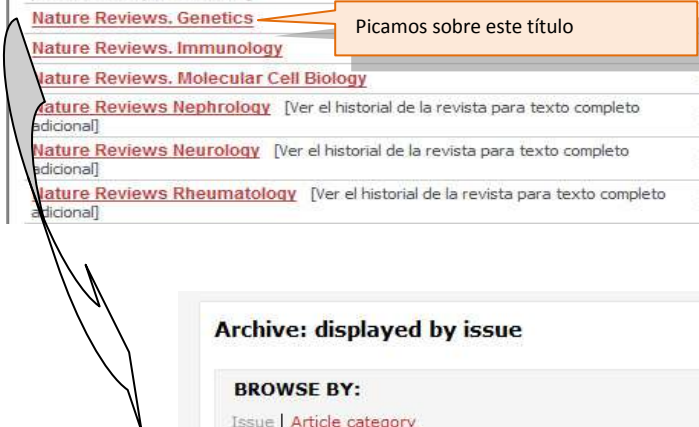 Nature Reviews. Genetics
Picamos sobre este título
Nature Reviews. Immunology
Nature Reviews. Molecular Cell Biology
Nature Reviews Nephrology [Ver el historial de la revista para texto completo
adicional]
Nature Reviews Neurology [Ver el historial de la revista para texto completo
adicional]
Nature Reviews Rheumatology [Ver el historial de la revista para texto completo
adicional]
Archive: displayed by issue
BROWSE BY:
Issue | Article category